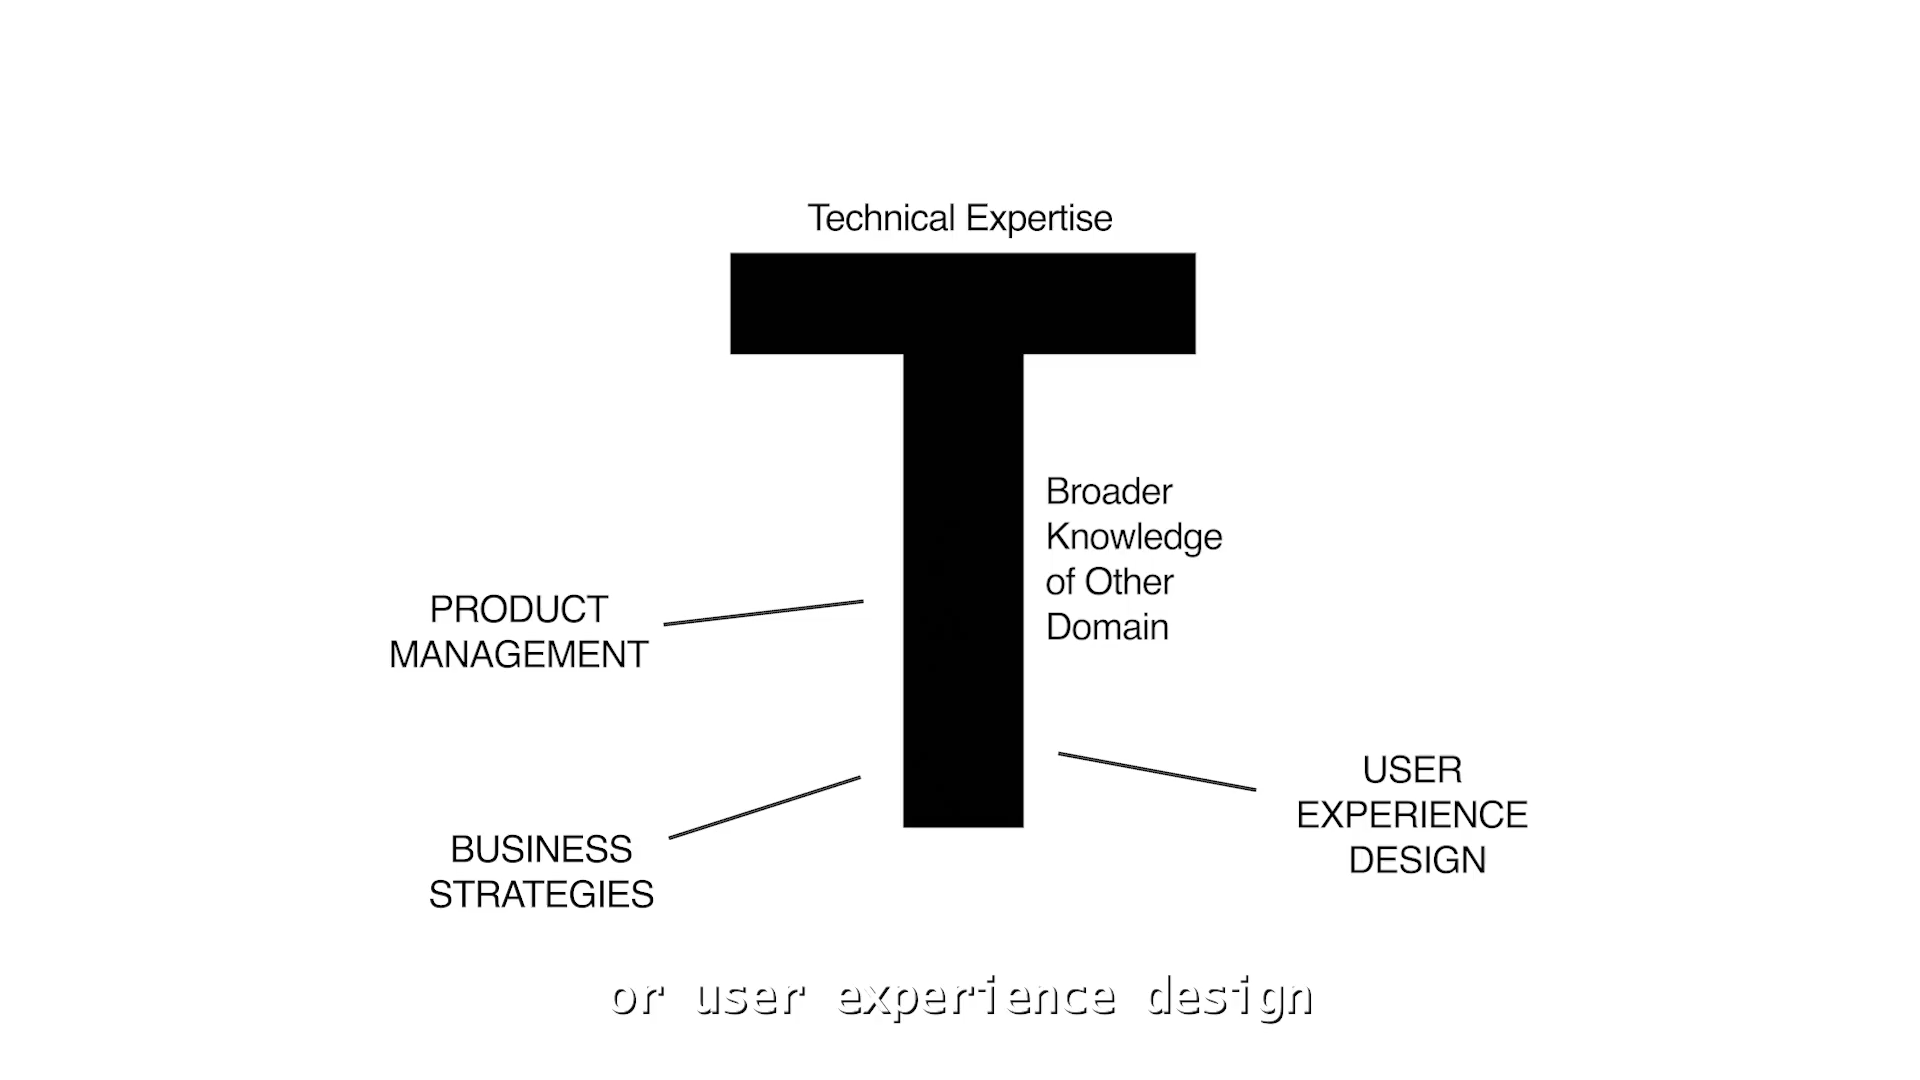 Technical Expertise
Broader
Knowledge
of Other
Domain
PRODUCT
MANAGEMENT
BUSINESS
STRATEGIES
USER
EXPERIENCE
DESIGN
or user experience design